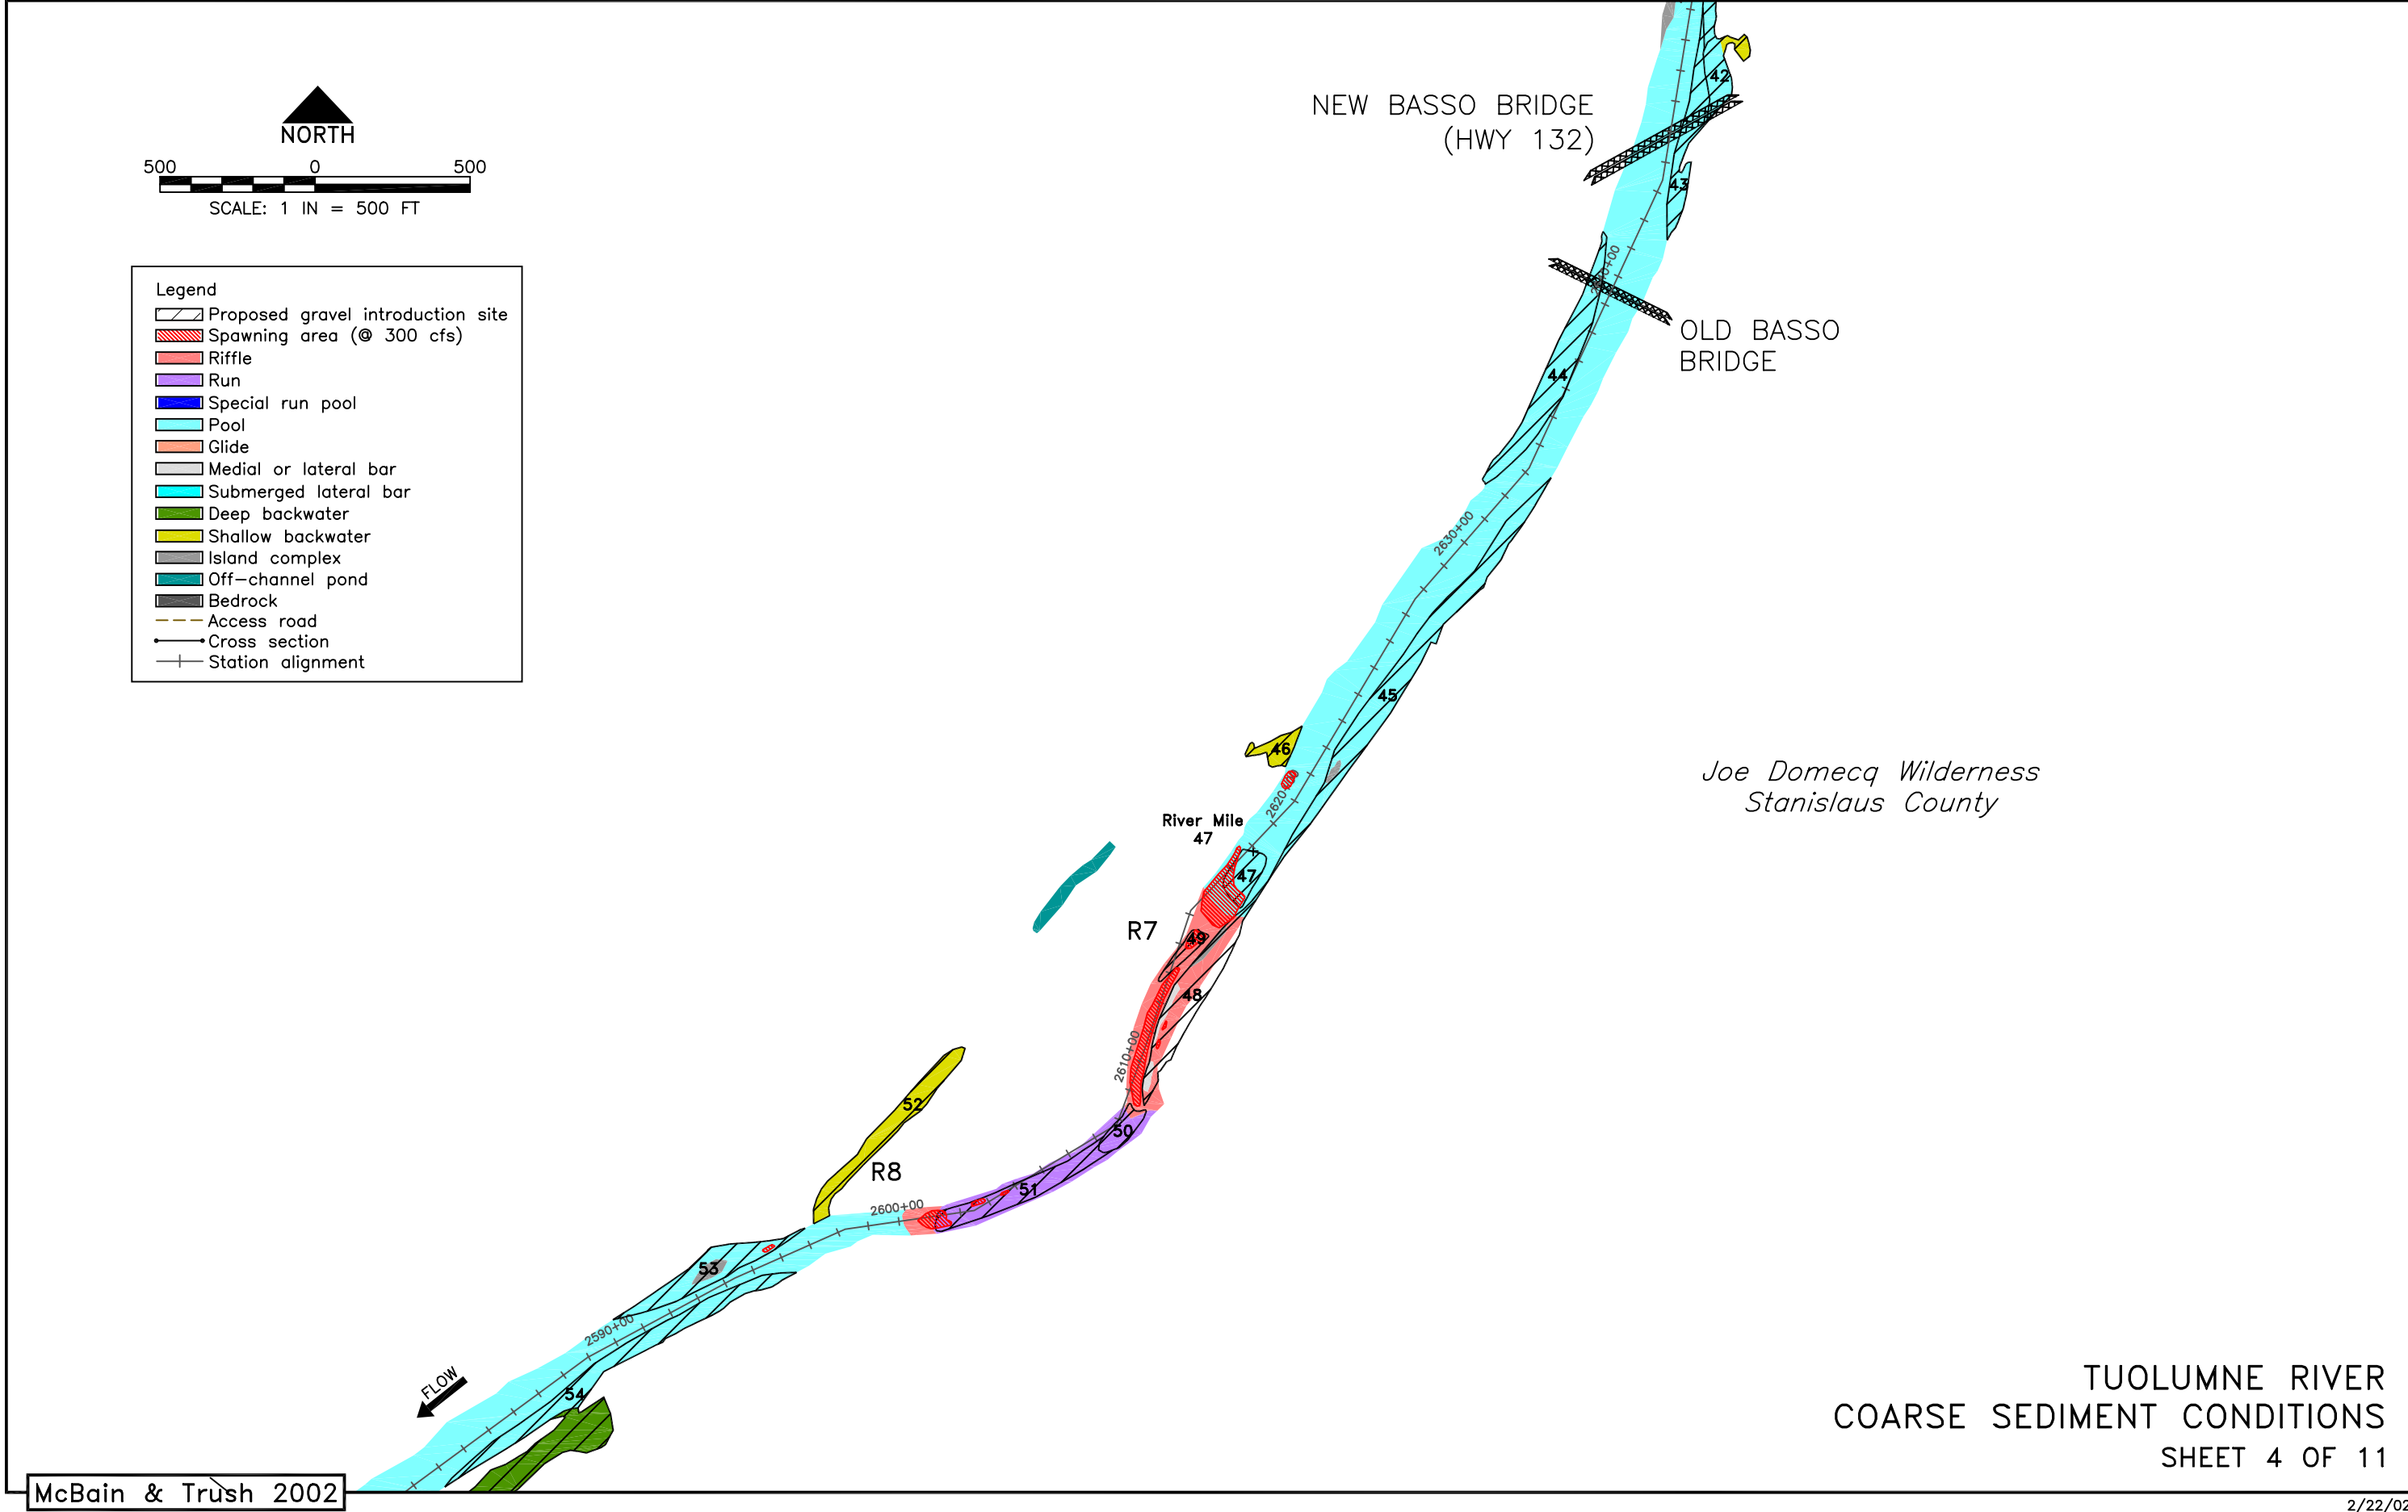 NORTH
500 0 500
SCALE: 1 IN = 500 FT
Legend
Proposed gravel introduction site
Spawning area (@ 300 cfs)
Riffle
Run
Special run pool
Pool
Glide
Medial or lateral bar
Submerged lateral bar
Deep backwater
Shallow backwater
Island complex
Off-channel pond
Bedrock
Access road
Cross section
Station alignment
42
NEW BASSO BRIDGE
(HWY 132)
43
OLD BASSO
BRIDGE
44
2630+00
45
46
Joe Domecq Wilderness
Stanislaus County
River Mile
47
47
R7
49
48
2610+00
52
50
R8
51
2600+00
53
2590+00
FLOW
54
TUOLUMNE RIVER
COARSE SEDIMENT CONDITIONS
SHEET 4 OF 11
McBain & Trush 2002